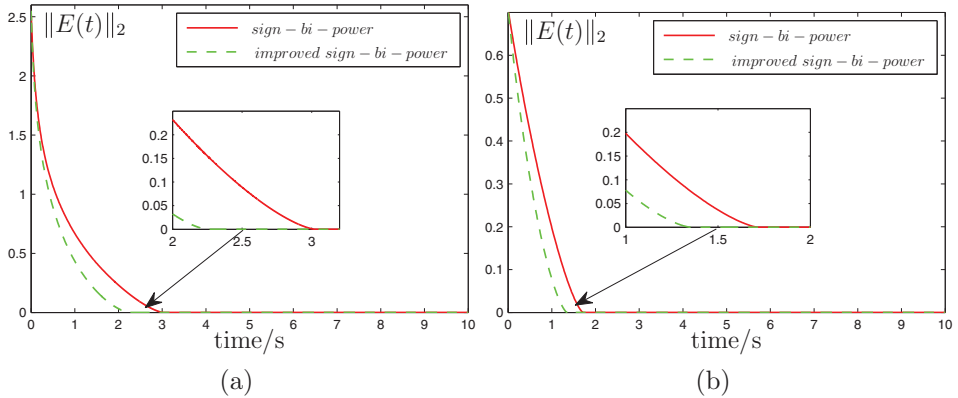 ‖E(t)‖₂
sign − bi − power
improved sign − bi − power
2.5
2
1.5
1
0.5
0
0.2
0.15
0.1
0.05
0
2 2.5 3
0 1 2 3 4 5 6 7 8 9 10
time/s
(a)
‖E(t)‖₂
sign − bi − power
improved sign − bi − power
0.6
0.5
0.4
0.3
0.2
0.1
0
0.2
0.15
0.1
0.05
0
1 1.5 2
0 1 2 3 4 5 6 7 8 9 10
time/s
(b)